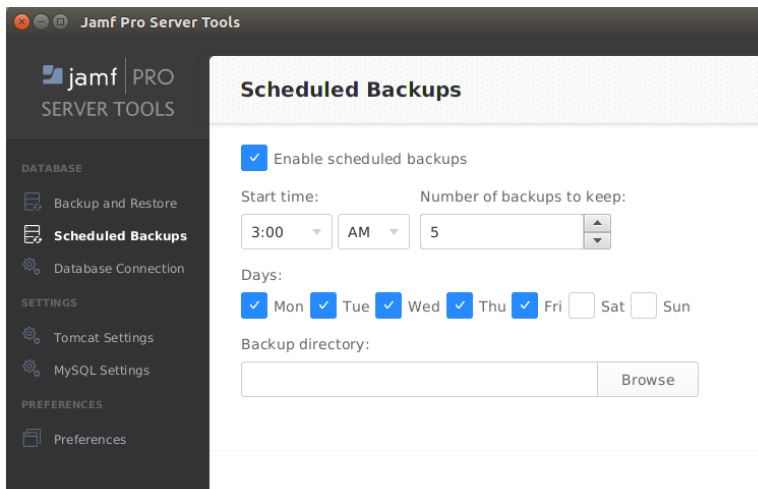 Jamf Pro Server Tools
jamf PRO
SERVER TOOLS
DATABASE
Backup and Restore
Scheduled Backups
Database Connection
SETTINGS
Tomcat Settings
MySQL Settings
PREFERENCES
Preferences
Scheduled Backups
Enable scheduled backups
Start time: Number of backups to keep:
3:00 AM 5
Days:
Mon Tue Wed Thu Fri Sat Sun
Backup directory:
Browse